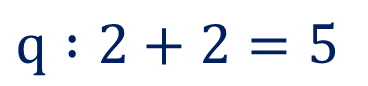 q : 2 + 2 = 5